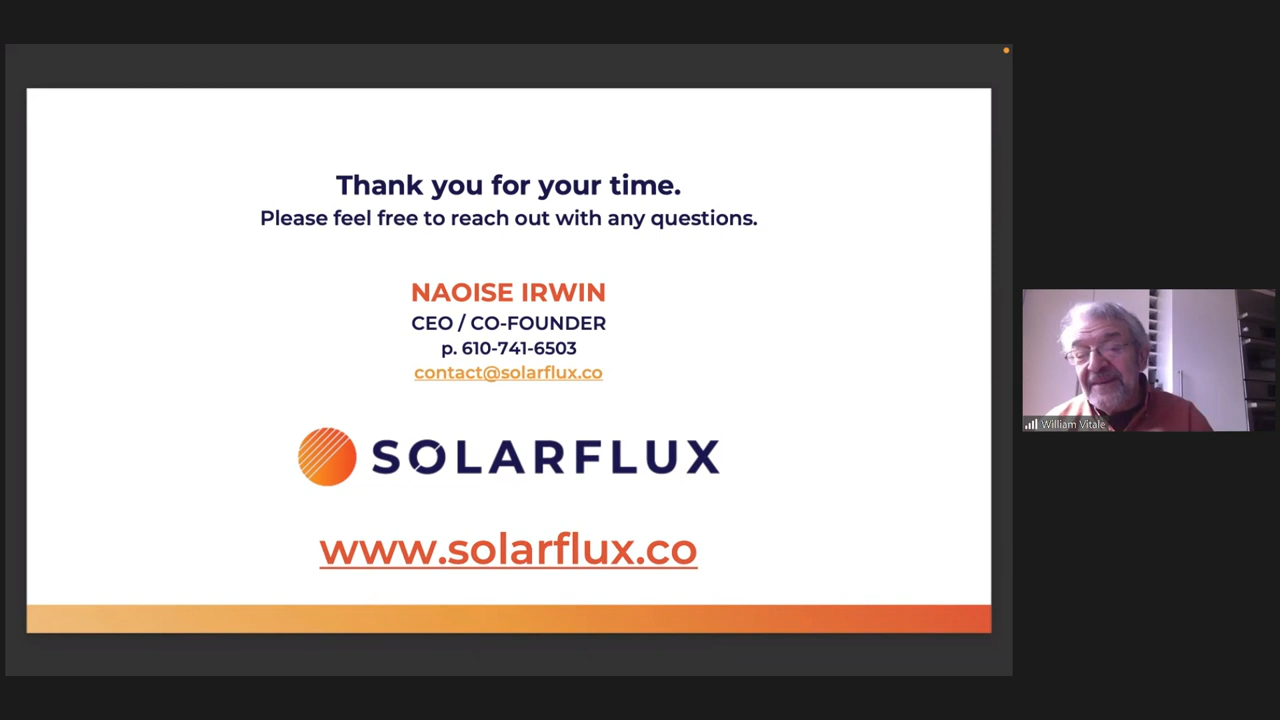 Thank you for your time.
Please feel free to reach out with any questions.
NAOISE IRWIN
CEO / CO-FOUNDER
p. 610-741-6503
contact@solarflux.co
SOLARFLUX
www.solarflux.co
William Vitale